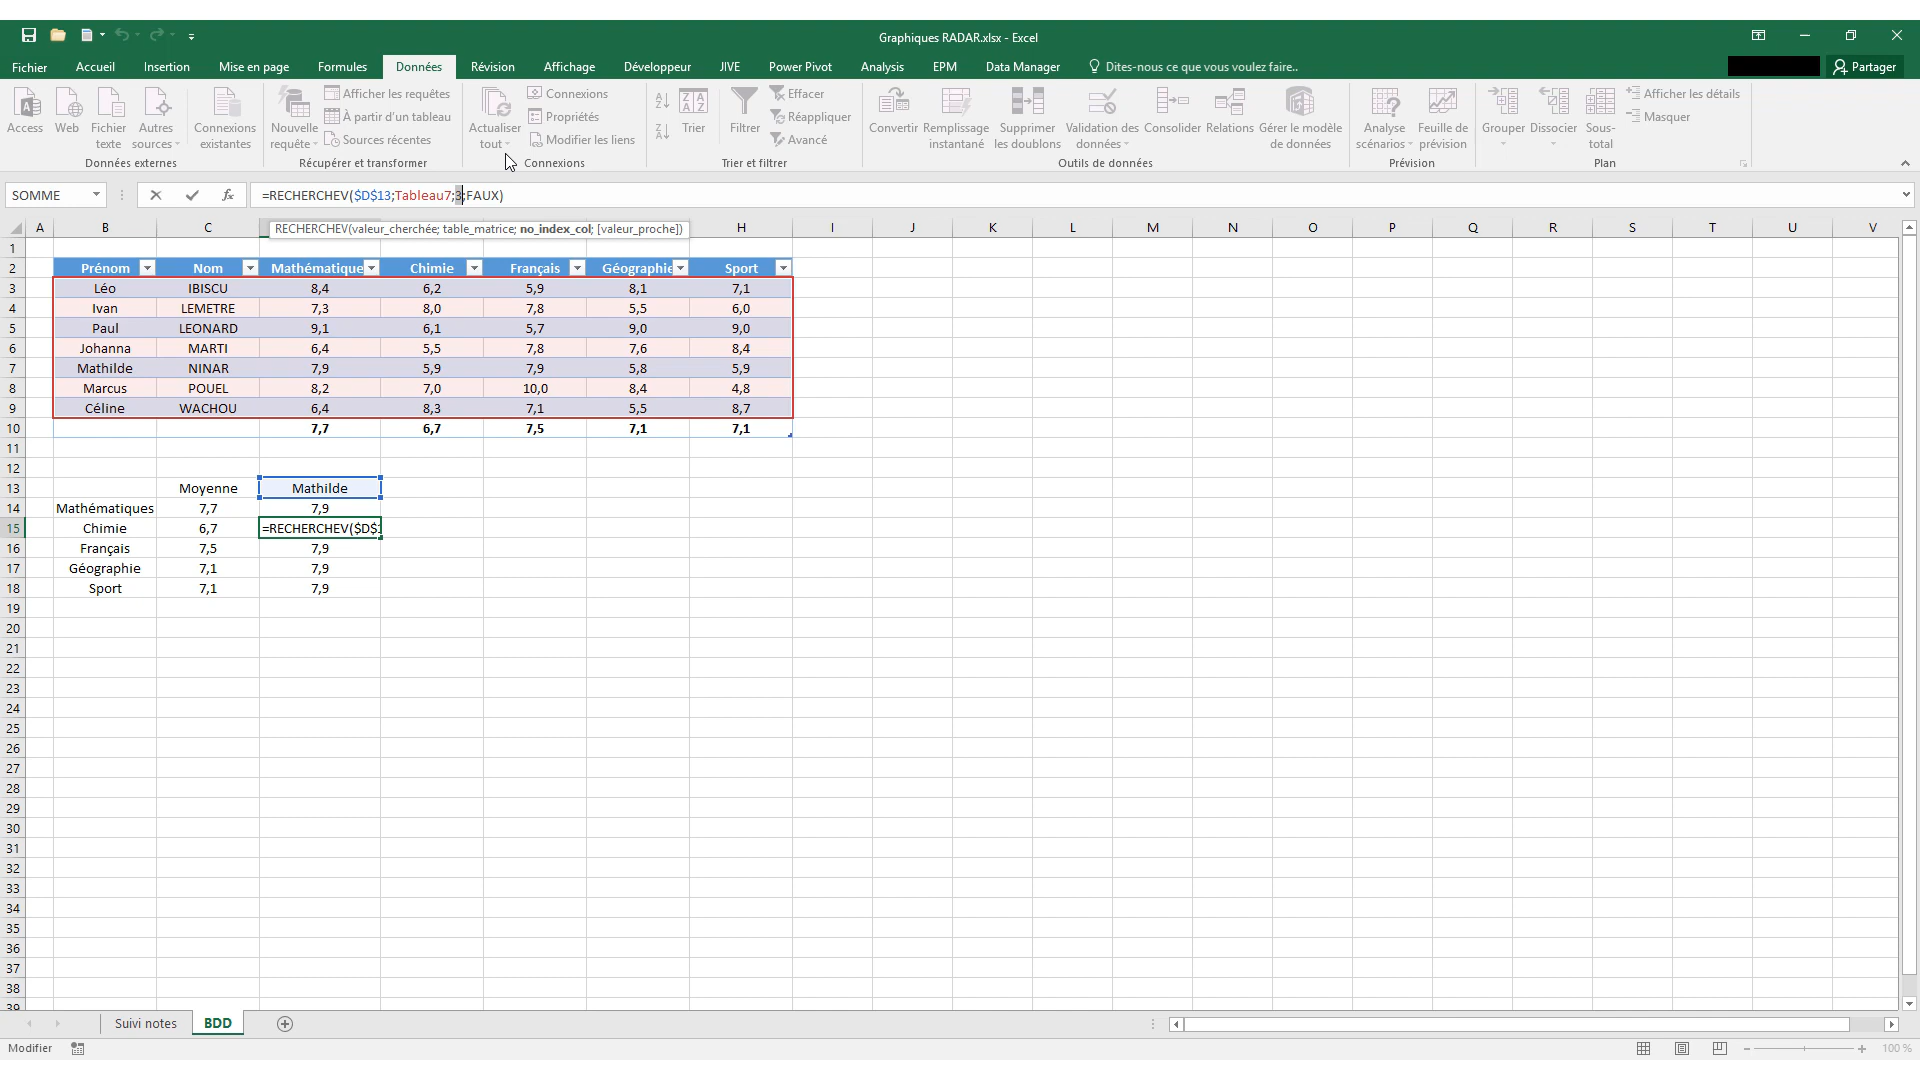 Graphiques RADAR.xlsx - Excel
Fichier Accueil Insertion Mise en page Formules Données Révision Affichage Développeur JIVE Power Pivot Analysis EPM Data Manager Dites-nous ce que vous voulez faire.. Partager
Access
Web
Fichier
texte
Autres
sources
Connexions
existantes
Données externes
Nouvelle
requête
Afficher les requêtes
À partir d'un tableau
Sources récentes
Récupérer et transformer
Actualiser
tout
Connexions
Propriétés
Modifier les liens
Connexions
Trier
Filtrer
Effacer
Réappliquer
Avancé
Trier et filtrer
Convertir
Remplissage
instantané
Supprimer
les doublons
Validation des
données
Consolider
Relations
Gérer le modèle
de données
Outils de données
Analyse
scénarios
Feuille de
prévision
Prévision
Grouper
Dissocier
Sous-
total
Afficher les détails
Masquer
Plan
SOMME fx =RECHERCHEV($D$13;Tableau7;3;FAUX)
RECHERCHEV(valeur_cherchée; table_matrice; no_index_col; [valeur_proche])
A B C H I J K L M N O P Q R S T U V
1
2 Prénom Nom Mathématique Chimie Français Géographie Sport
3 Léo IBISCU 8,4 6,2 5,9 8,1 7,1
4 Ivan LEMETRE 7,3 8,0 7,8 5,5 6,0
5 Paul LEONARD 9,1 6,1 5,7 9,0 9,0
6 Johanna MARTI 6,4 5,5 7,8 7,6 8,4
7 Mathilde NINAR 7,9 5,9 7,9 5,8 5,9
8 Marcus POUEL 8,2 7,0 10,0 8,4 4,8
9 Céline WACHOU 6,4 8,3 7,1 5,5 8,7
10 7,7 6,7 7,5 7,1 7,1
11
12
13 Moyenne Mathilde
14 Mathématiques 7,7 7,9
15 Chimie 6,7 =RECHERCHEV($D$1
16 Français 7,5 7,9
17 Géographie 7,1 7,9
18 Sport 7,1 7,9
19
20
21
22
23
24
25
26
27
28
29
30
31
32
33
34
35
36
37
38
39
Suivi notes BDD
Modifier 100 %